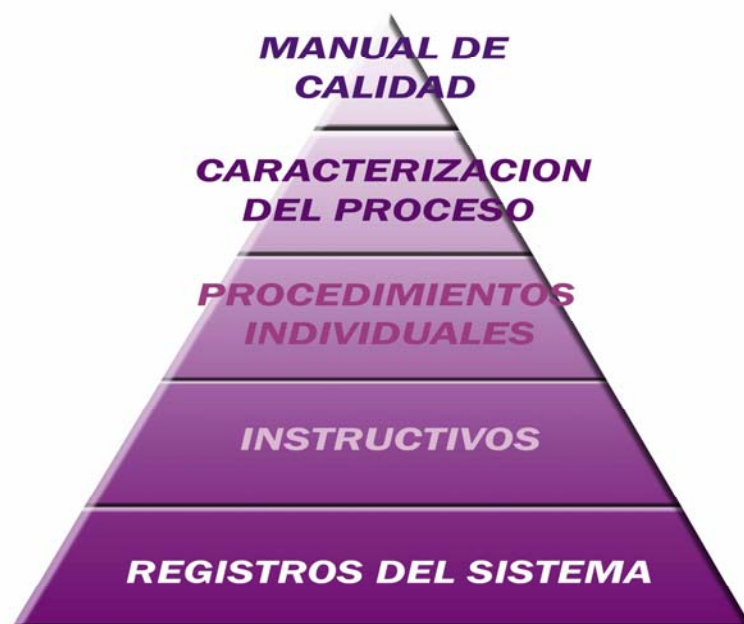 MANUAL DE
CALIDAD
CARACTERIZACION
DEL PROCESO
PROCEDIMIENTOS
INDIVIDUALES
INSTRUCTIVOS
REGISTROS DEL SISTEMA